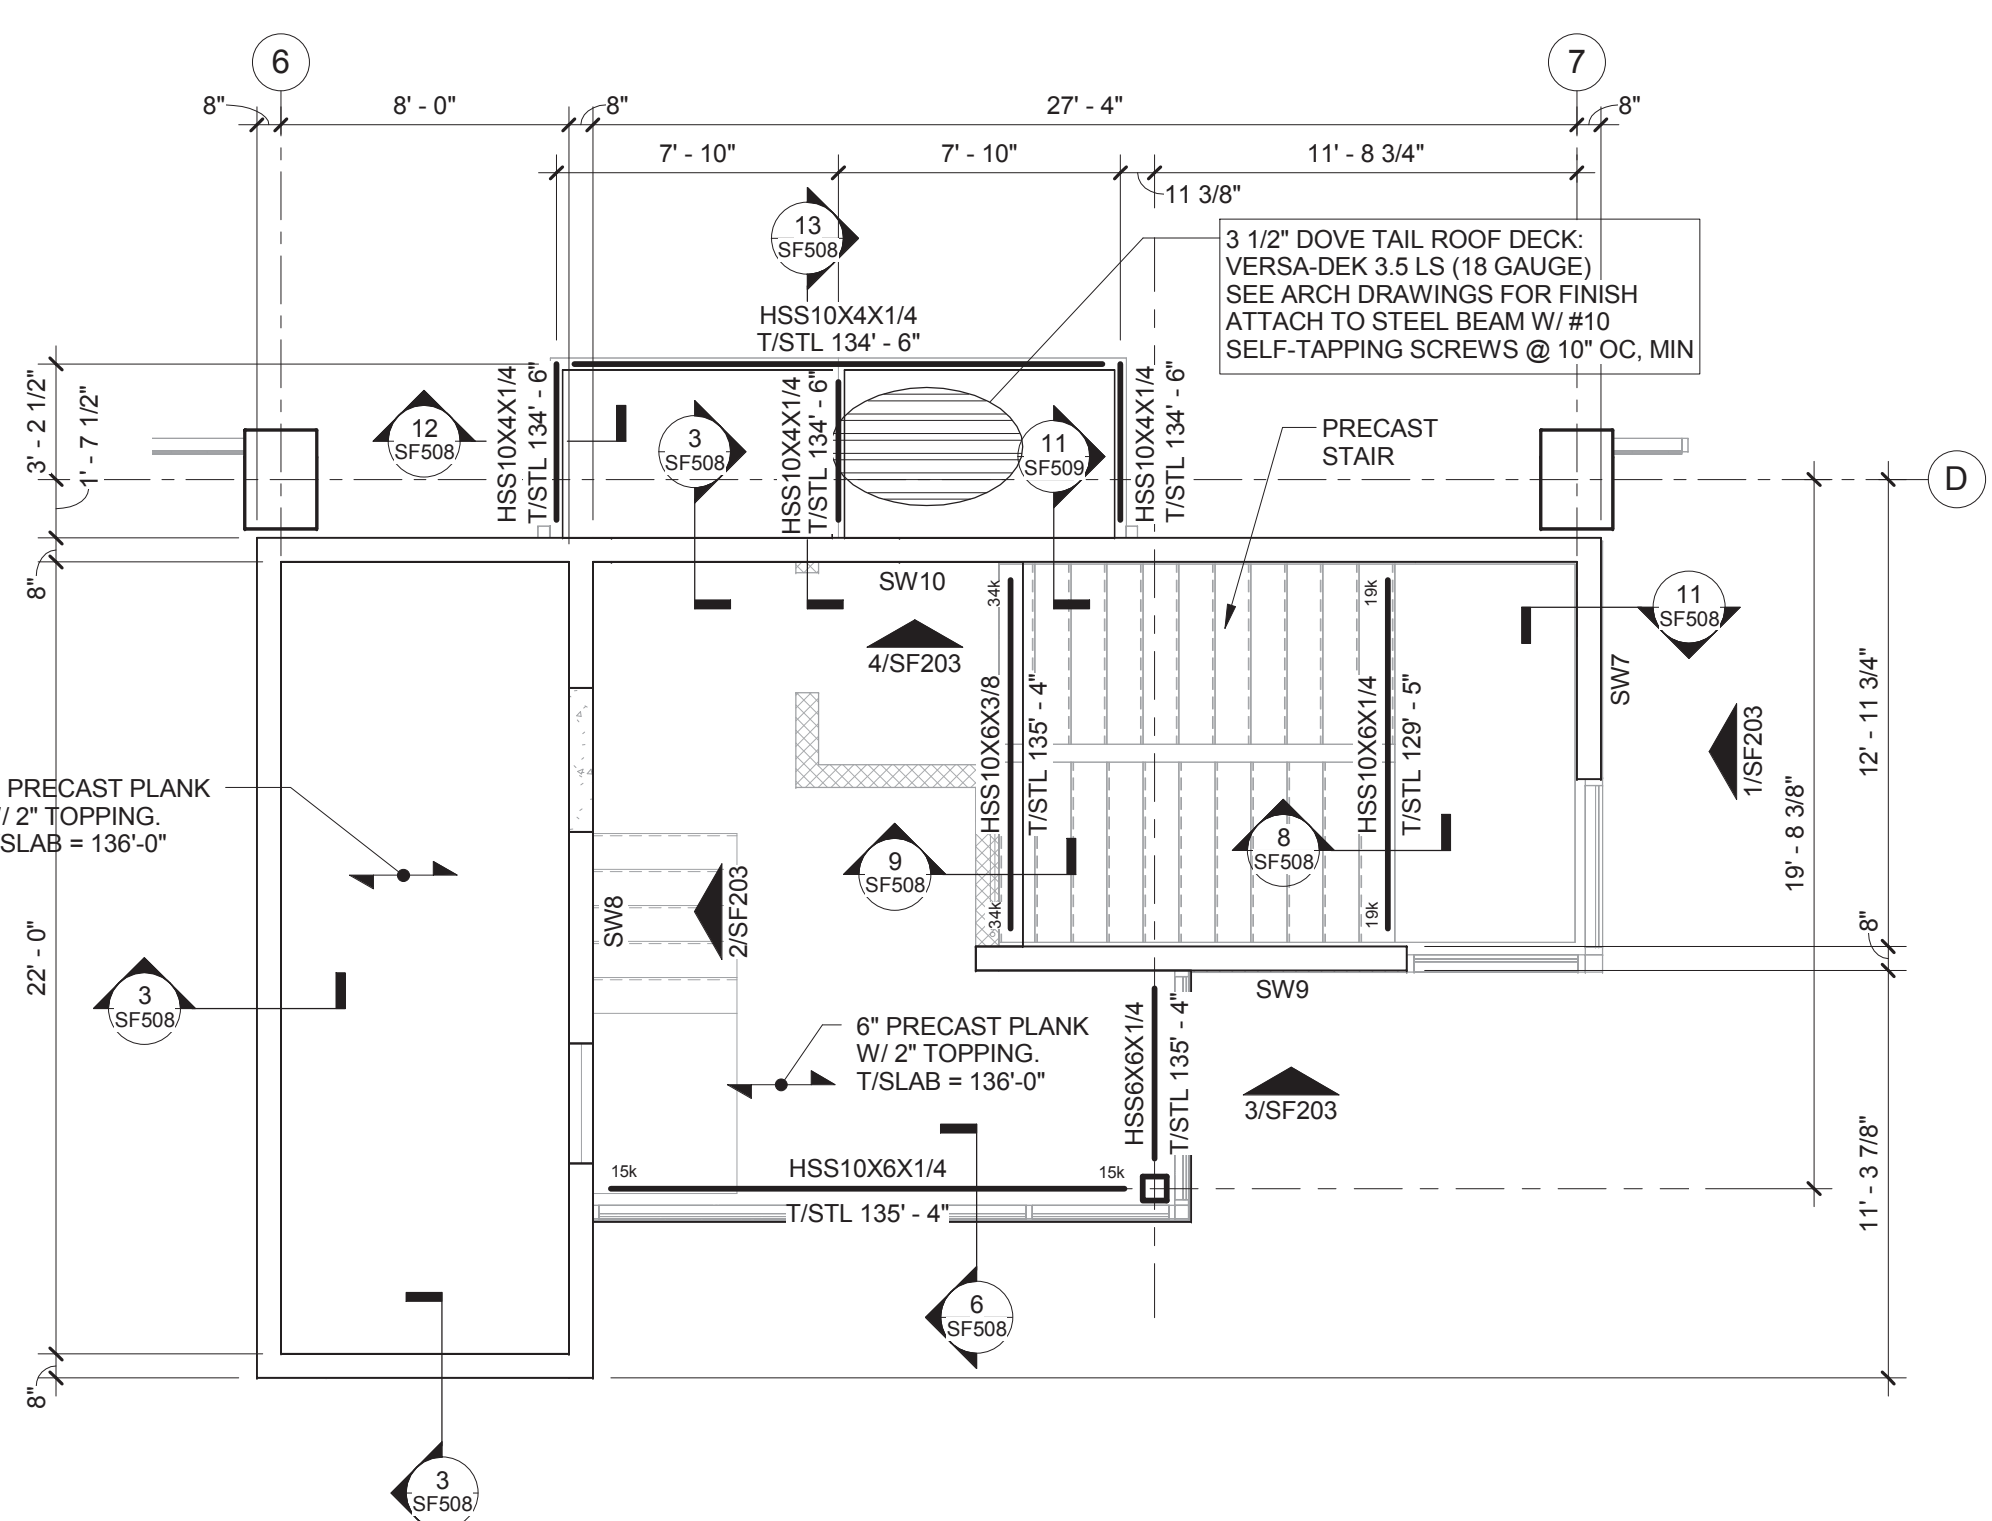 6
7
8"
8' - 0"
8"
27' - 4"
8"
7' - 10"
7' - 10"
11' - 8 3/4"
11 3/8"
13
SF508
3 1/2" DOVE TAIL ROOF DECK:
VERSA-DEK 3.5 LS (18 GAUGE)
SEE ARCH DRAWINGS FOR FINISH
ATTACH TO STEEL BEAM W/ #10
SELF-TAPPING SCREWS @ 10" OC, MIN
HSS10X4X1/4
T/STL 134' - 6"
3' - 2 1/2"
1' - 7 1/2"
12
SF508
HSS10X4X1/4
T/STL 134' - 6"
3
SF508
HSS10X4X1/4
T/STL 134' - 6"
11
SF509
HSS10X4X1/4
T/STL 134' - 6"
PRECAST
STAIR
D
8"
SW10
4/SF203
34k
19k
11
SF508
SW7
1/SF203
HSS10X6X3/8
T/STL 135' - 4"
HSS10X6X1/4
T/STL 129' - 5"
12' - 11 3/4"
19' - 8 3/8"
PRECAST PLANK
/ 2" TOPPING.
SLAB = 136'-0"
9
SF508
8
SF508
SW8
2/SF203
34k
19k
8"
22' - 0"
3
SF508
SW9
6" PRECAST PLANK
W/ 2" TOPPING.
T/SLAB = 136'-0"
HSS6X6X1/4
T/STL 135' - 4"
3/SF203
11' - 3 7/8"
15k
HSS10X6X1/4
15k
T/STL 135' - 4"
6
SF508
8"
3
SF508